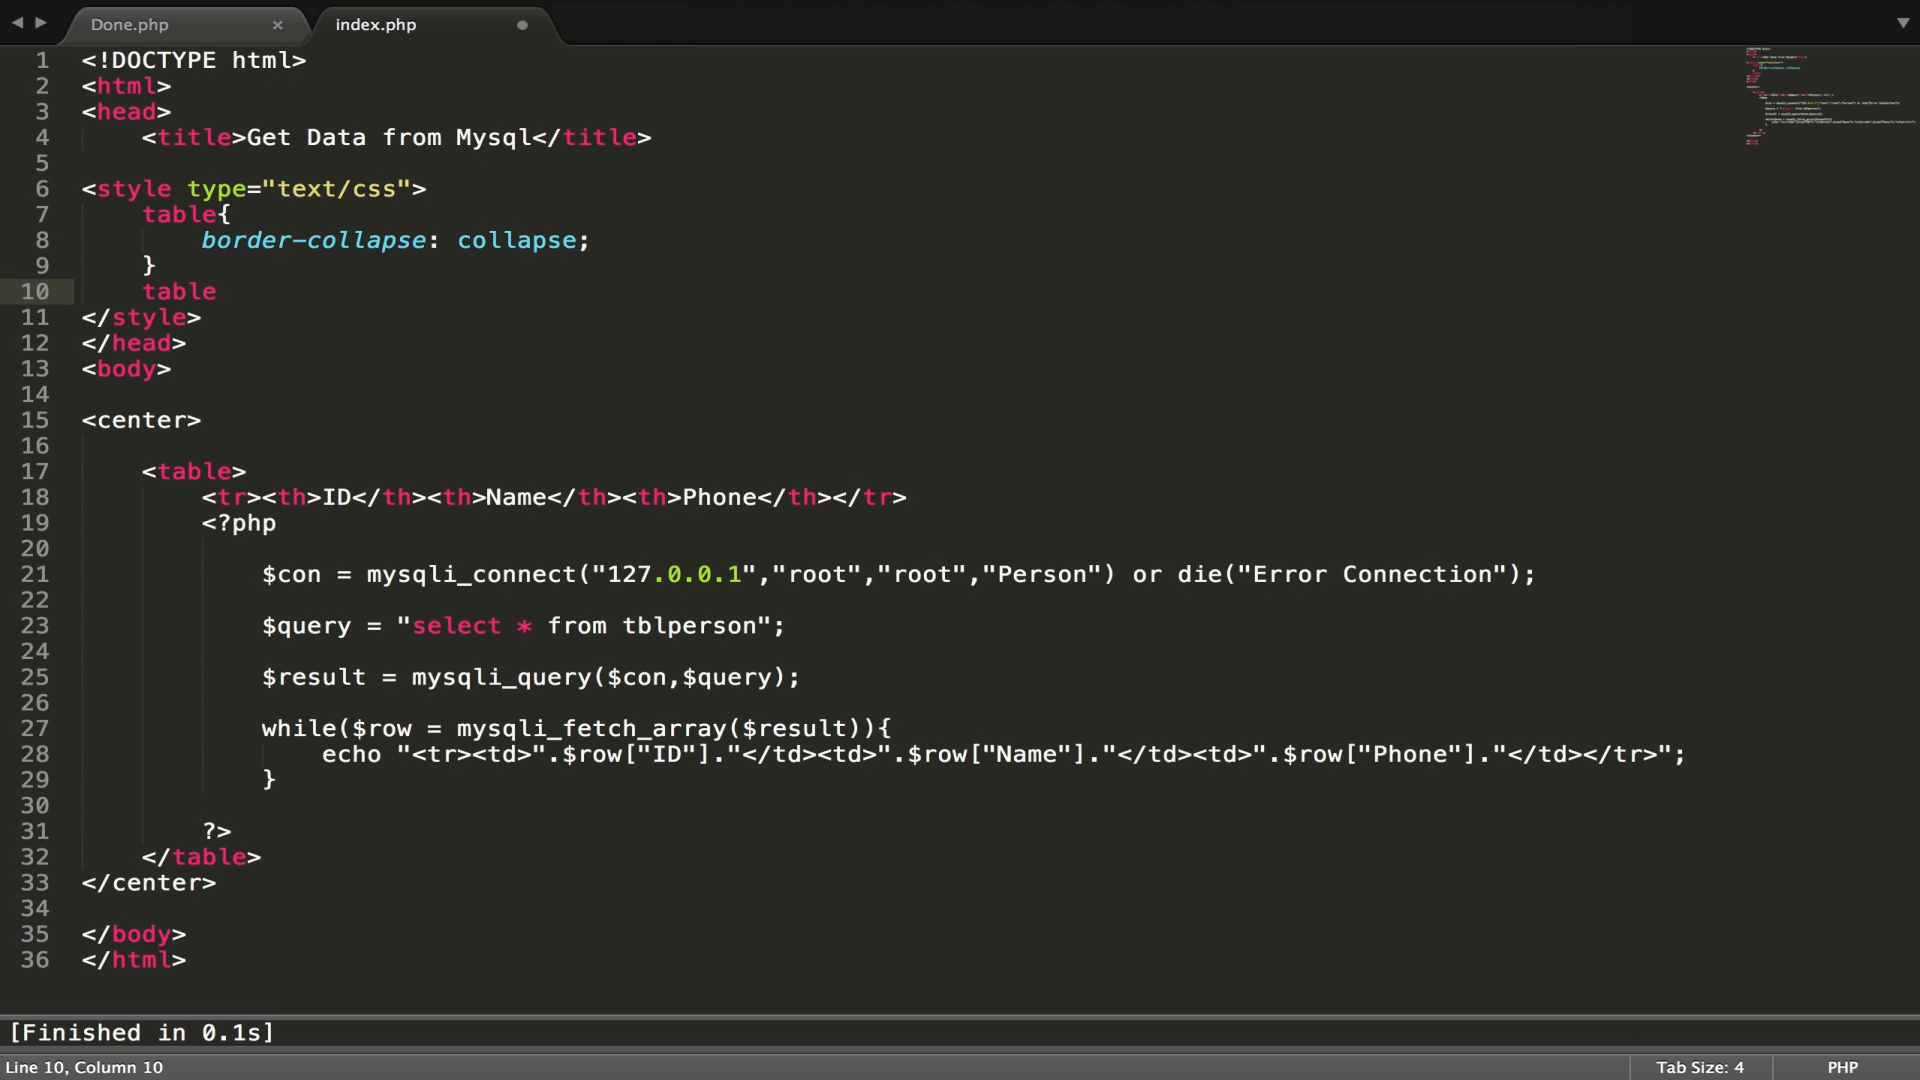 Done.php × index.php
1 <!DOCTYPE html>
2 <html>
3 <head>
4 <title>Get Data from Mysql</title>
5
6 <style type="text/css">
7 table{
8 border-collapse: collapse;
9 }
10 table
11 </style>
12 </head>
13 <body>
14
15 <center>
16
17 <table>
18 <tr><th>ID</th><th>Name</th><th>Phone</th></tr>
19 <?php
20
21 $con = mysqli_connect("127.0.0.1","root","root","Person") or die("Error Connection");
22
23 $query = "select * from tblperson";
24
25 $result = mysqli_query($con,$query);
26
27 while($row = mysqli_fetch_array($result)){
28 echo "<tr><td>".$row["ID"]."</td><td>".$row["Name"]."</td><td>".$row["Phone"]."</td></tr>";
29 }
30
31 ?>
32 </table>
33 </center>
34
35 </body>
36 </html>
[Finished in 0.1s]
Line 10, Column 10 Tab Size: 4 PHP